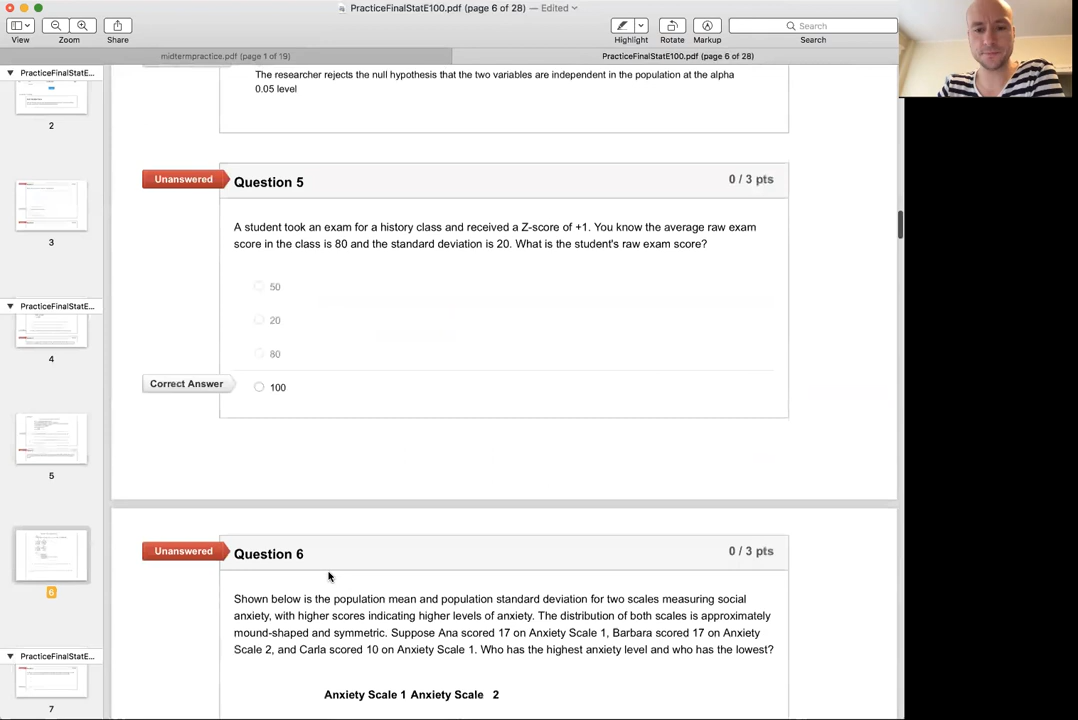 PracticeFinalStatE100.pdf (page 6 of 28) — Edited
View
Zoom
Share
Highlight
Rotate
Markup
Search
Search
midtermpractice.pdf (page 1 of 19)
PracticeFinalStatE100.pdf (page 6 of 28)
PracticeFinalStatE...
2
3
PracticeFinalStatE...
4
5
6
PracticeFinalStatE...
7
The researcher rejects the null hypothesis that the two variables are independent in the population at the alpha
0.05 level
Unanswered
Question 5
0 / 3 pts
A student took an exam for a history class and received a Z-score of +1. You know the average raw exam
score in the class is 80 and the standard deviation is 20. What is the student's raw exam score?
50
20
80
Correct Answer
100
Unanswered
Question 6
0 / 3 pts
Shown below is the population mean and population standard deviation for two scales measuring social
anxiety, with higher scores indicating higher levels of anxiety. The distribution of both scales is approximately
mound-shaped and symmetric. Suppose Ana scored 17 on Anxiety Scale 1, Barbara scored 17 on Anxiety
Scale 2, and Carla scored 10 on Anxiety Scale 1. Who has the highest anxiety level and who has the lowest?
Anxiety Scale 1 Anxiety Scale 2